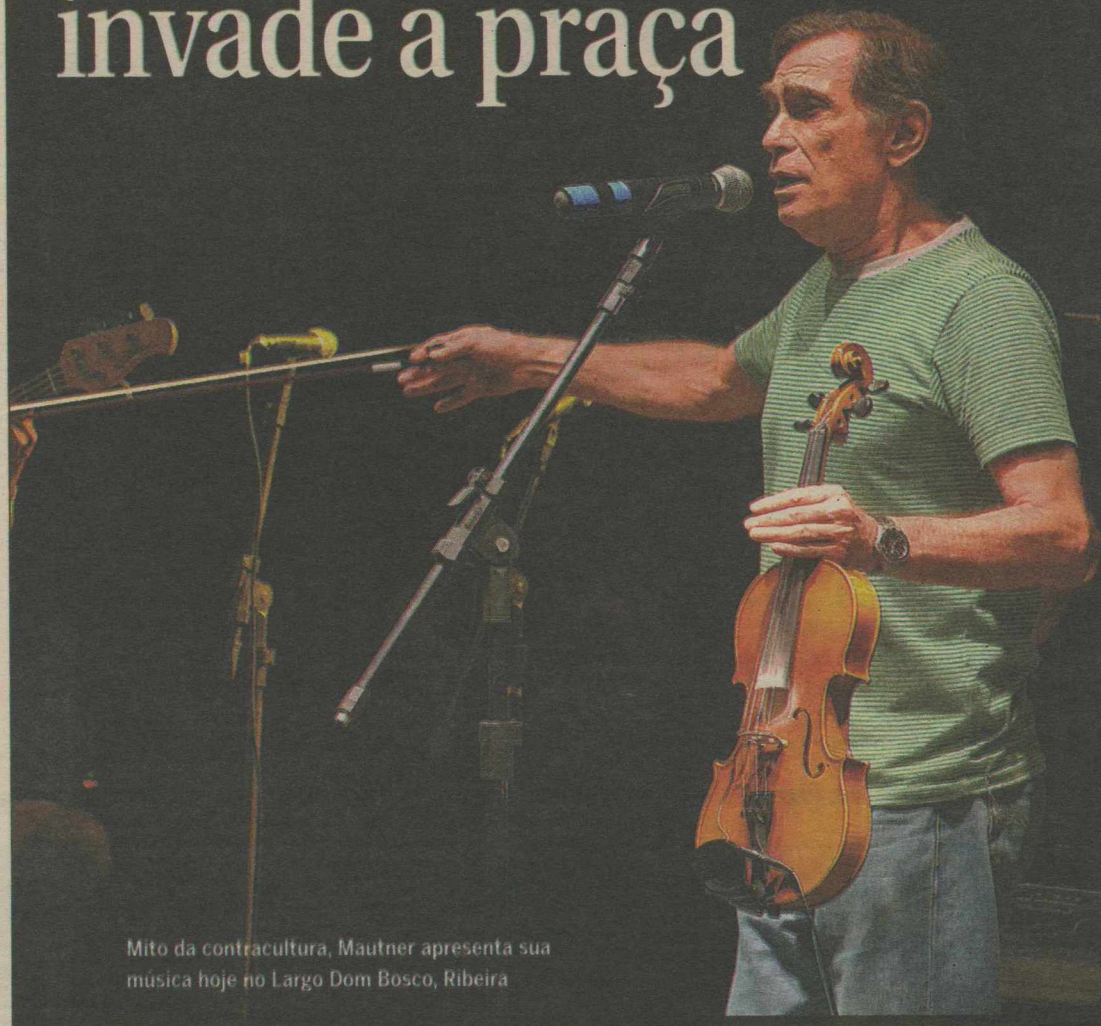 invade a praça
Mito da contracultura, Mautner apresenta sua
música hoje no Largo Dom Bosco, Ribeira